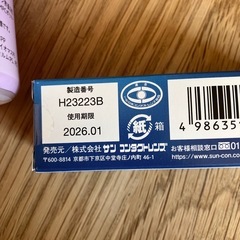 製造番号
H23223B
使用期限
2026.01
紙 箱
4 98635
発売元／株式会社 サン コンタクトレンズ
〒600-8814 京都市下京区中堂寺庄ノ内町 46-1
お客様相談窓口
www.sun-con.